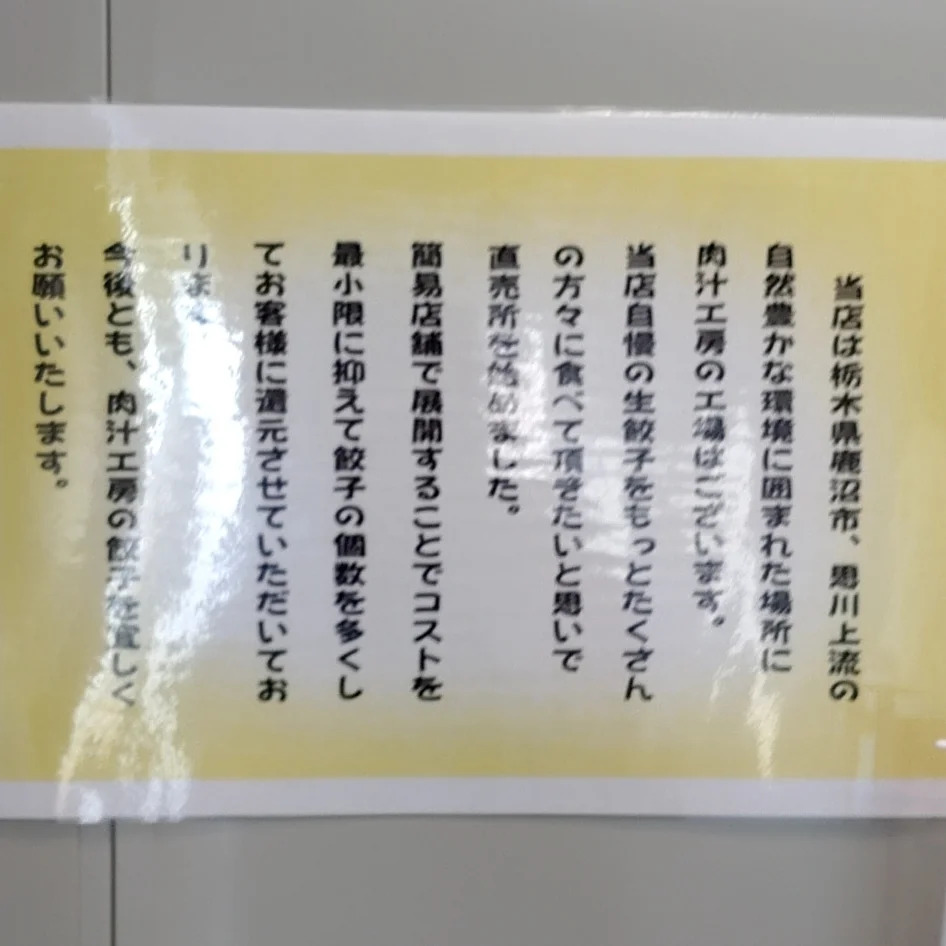 当店は栃木県鹿沼市、思川上流の
自然豊かな環境に囲まれた場所に
肉汁工房の工場はございます。
当店自慢の生餃子をもっとたくさん
の方々に食べて頂きたいと思いで
直売所を始めました。
簡易店舗で展開することでコストを
最小限に抑えて餃子の個数を多くし
てお客様に還元させていただいてお
ります
今後とも、肉汁工房の餃子を宜しく
お願いいたします。